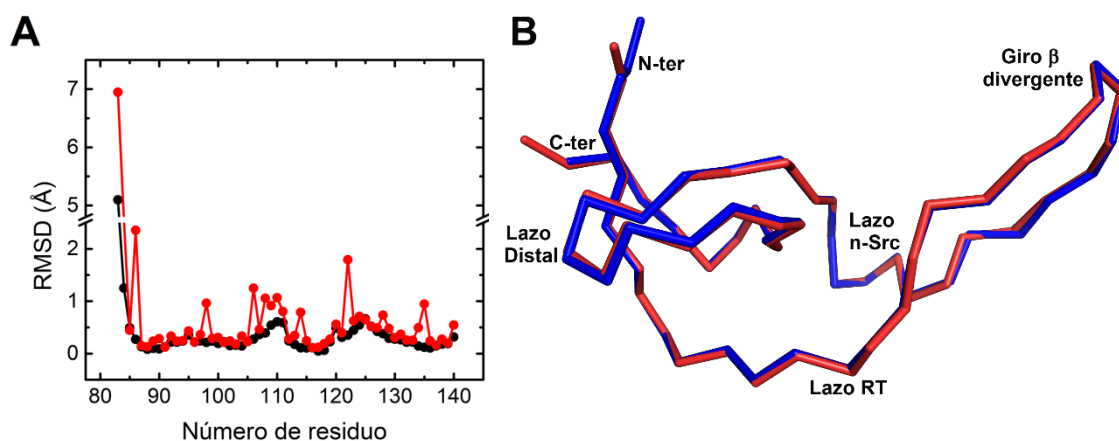 A
RMSD (Å)
7
6
5
2
1
0
80 90 100 110 120 130 140
Número de residuo
B
N-ter
C-ter
Giro β
divergente
Lazo
Distal
Lazo
n-Src
Lazo RT